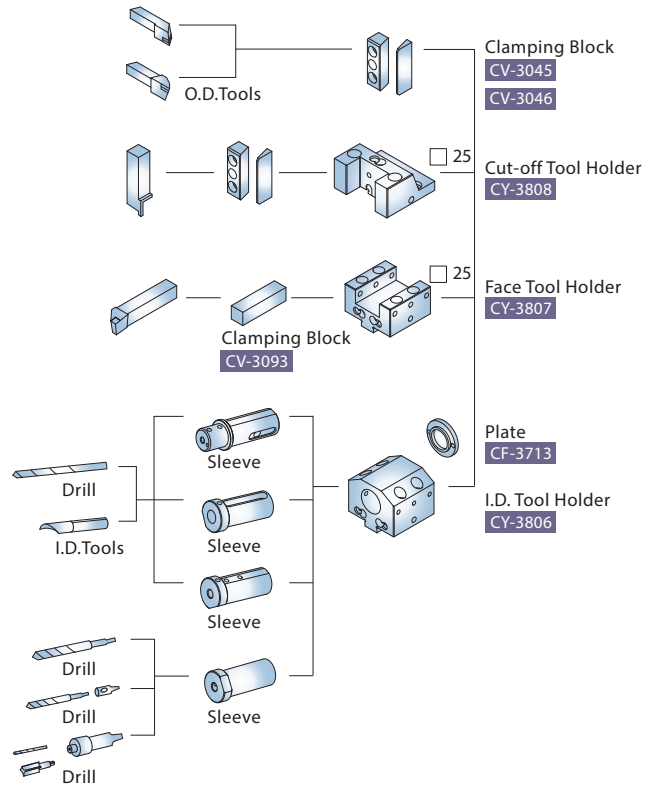 O.D.Tools
Clamping Block
CV-3045
CV-3046
□ 25
Cut-off Tool Holder
CY-3808
□ 25
Face Tool Holder
CY-3807
Clamping Block
CV-3093
Sleeve
Drill
I.D.Tools
Sleeve
Sleeve
Plate
CF-3713
I.D. Tool Holder
CY-3806
Drill
Drill
Drill
Sleeve